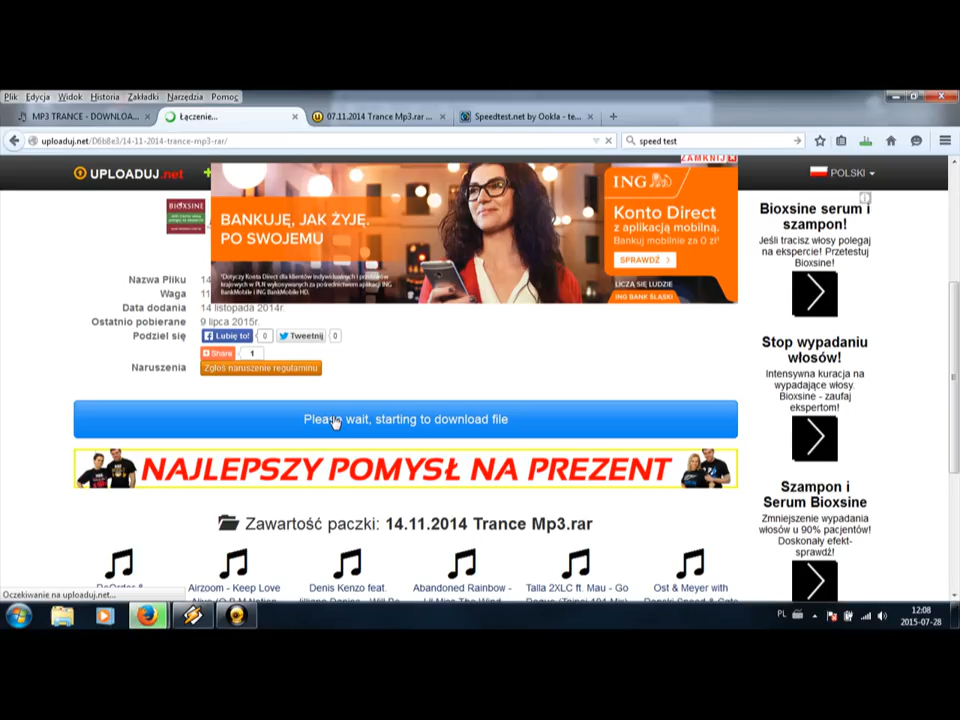 Plik Edycja Widok Historia Zakładki Narzędzia Pomoc
MP3 TRANCE - DOWNLOA... × Łączenie... × 07.11.2014 Trance Mp3.rar ... × Speedtest.net by Ookla - te... × +
uploaduj.net/D6b8e3/14-11-2014-trance-mp3-rar/ speed test
UPLOADUJ.net
ZAMKNIJ
POLSKI
BIOXSINE
BANKUJĘ, JAK ŻYJĘ.
PO SWOJEMU
ING
Konto Direct
z aplikacją mobilną.
Bankuj mobilnie za 0 zł*
SPRAWDŹ
LICZĄ SIĘ LUDZIE
ING BANK ŚLĄSKI
Nazwa Pliku 14
Waga 11
Data dodania 14 listopada 2014r.
Ostatnio pobierane 9 lipca 2015r.
Podziel się Lubię to! 0 Tweetnij 0
Share 1
Naruszenia Zgłoś naruszenie regulaminu
Please wait, starting to download file
NAJLEPSZY POMYSŁ NA PREZENT
Zawartość paczki: 14.11.2014 Trance Mp3.rar
ReOrder &
Airzoom - Keep Love
Denis Kenzo feat.
Abandoned Rainbow -
Talla 2XLC ft. Mau - Go
Ost & Meyer with
Bioxsine serum i
szampon!
Jeśli tracisz włosy polegaj
na ekspercie! Przetestuj
Bioxsine!
Stop wypadaniu
włosów!
Intensywna kuracja na
wypadające włosy.
Bioxsine - zaufaj
ekspertom!
Szampon i
Serum Bioxsine
Zmniejszenie wypadania
włosów u 90% pacjentów!
Doskonały efekt-
sprawdź!
Oczekiwanie na uploaduj.net...
PL
12:08
2015-07-28